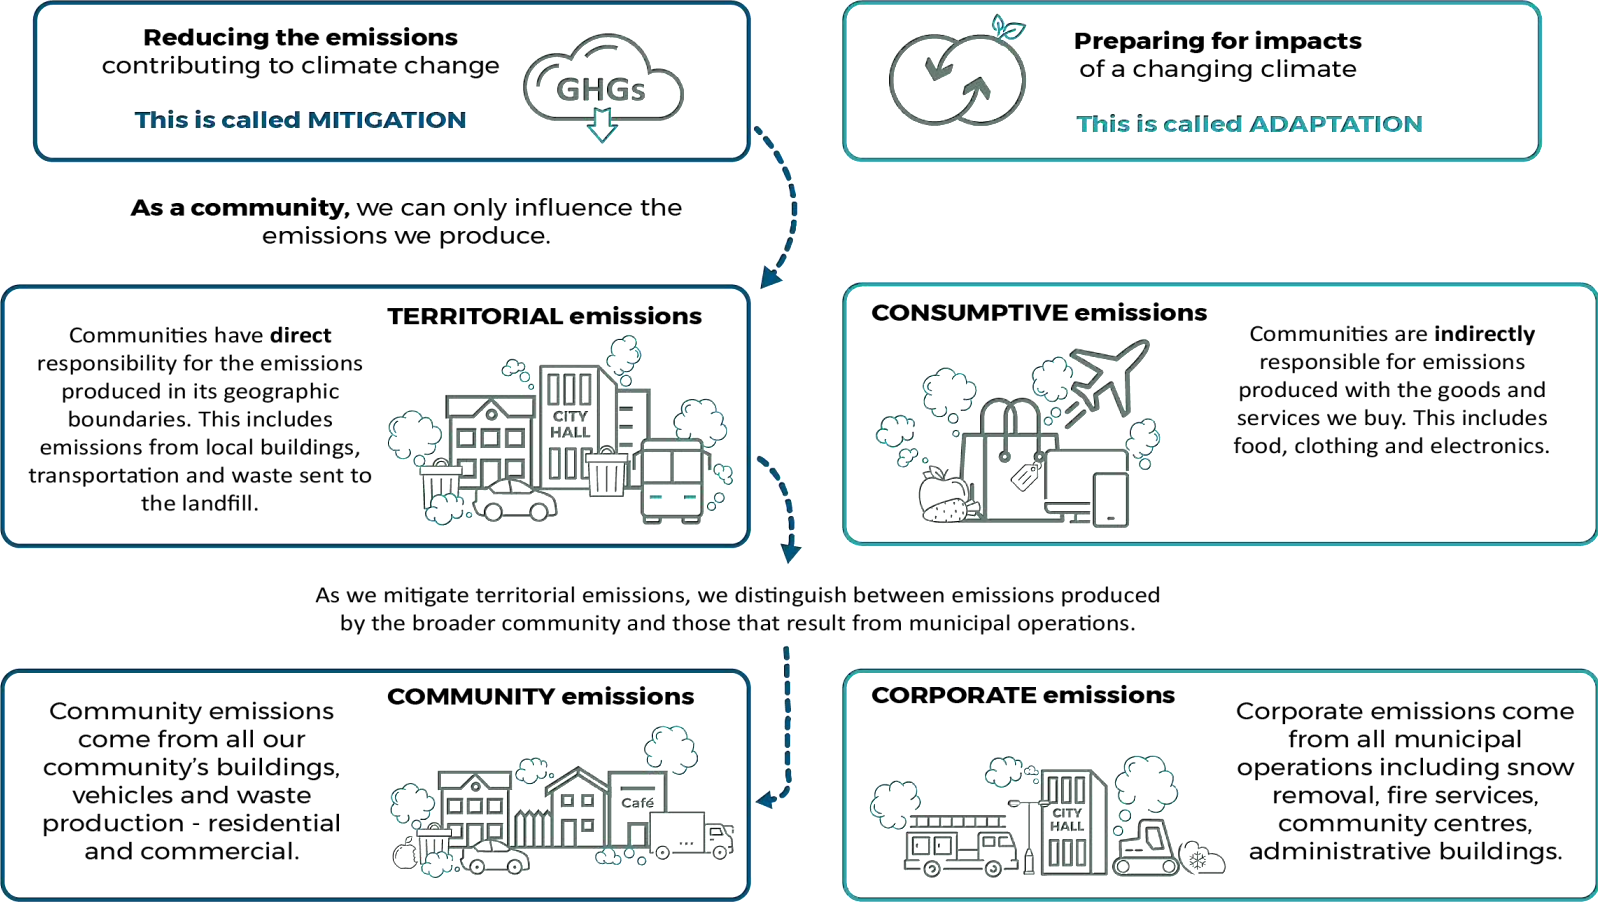 Reducing the emissions
contributing to climate change
This is called MITIGATION
GHGs
Preparing for impacts
of a changing climate
This is called ADAPTATION
As a community, we can only influence the
emissions we produce.
TERRITORIAL emissions
Communities have direct
responsibility for the emissions
produced in its geographic
boundaries. This includes
emissions from local buildings,
transportation and waste sent to
the landfill.
CITY
HALL
CONSUMPTIVE emissions
Communities are indirectly
responsible for emissions
produced with the goods and
services we buy. This includes
food, clothing and electronics.
As we mitigate territorial emissions, we distinguish between emissions produced
by the broader community and those that result from municipal operations.
COMMUNITY emissions
Community emissions
come from all our
community’s buildings,
vehicles and waste
production - residential
and commercial.
Café
CORPORATE emissions
CITY
HALL
Corporate emissions come
from all municipal
operations including snow
removal, fire services,
community centres,
administrative buildings.